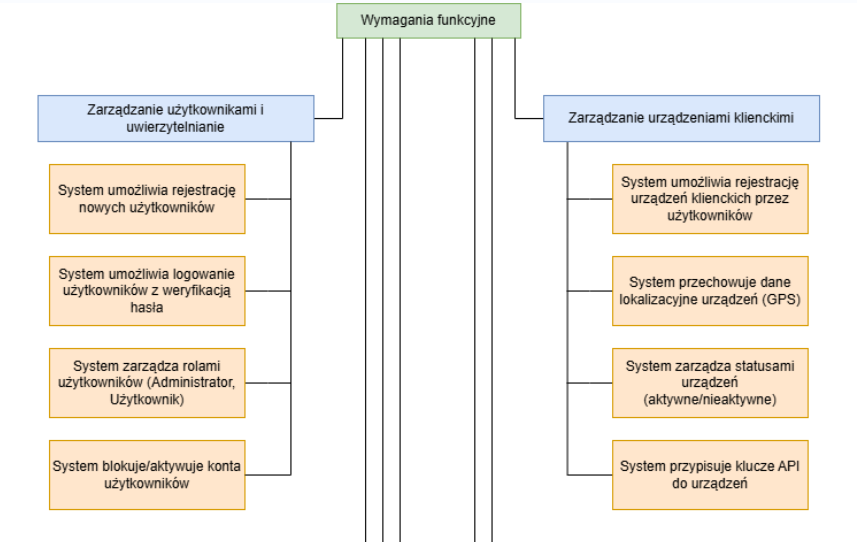 Wymagania funkcyjne
Zarządzanie użytkownikami i
uwierzytelnianie
System umożliwia rejestrację
nowych użytkowników
System umożliwia logowanie
użytkowników z weryfikacją
hasła
System zarządza rolami
użytkowników (Administrator,
Użytkownik)
System blokuje/aktywuje konta
użytkowników
Zarządzanie urządzeniami klienckimi
System umożliwia rejestrację
urządzeń klienckich przez
użytkowników
System przechowuje dane
lokalizacyjne urządzeń (GPS)
System zarządza statusami
urządzeń
(aktywne/nieaktywne)
System przypisuje klucze API
do urządzeń